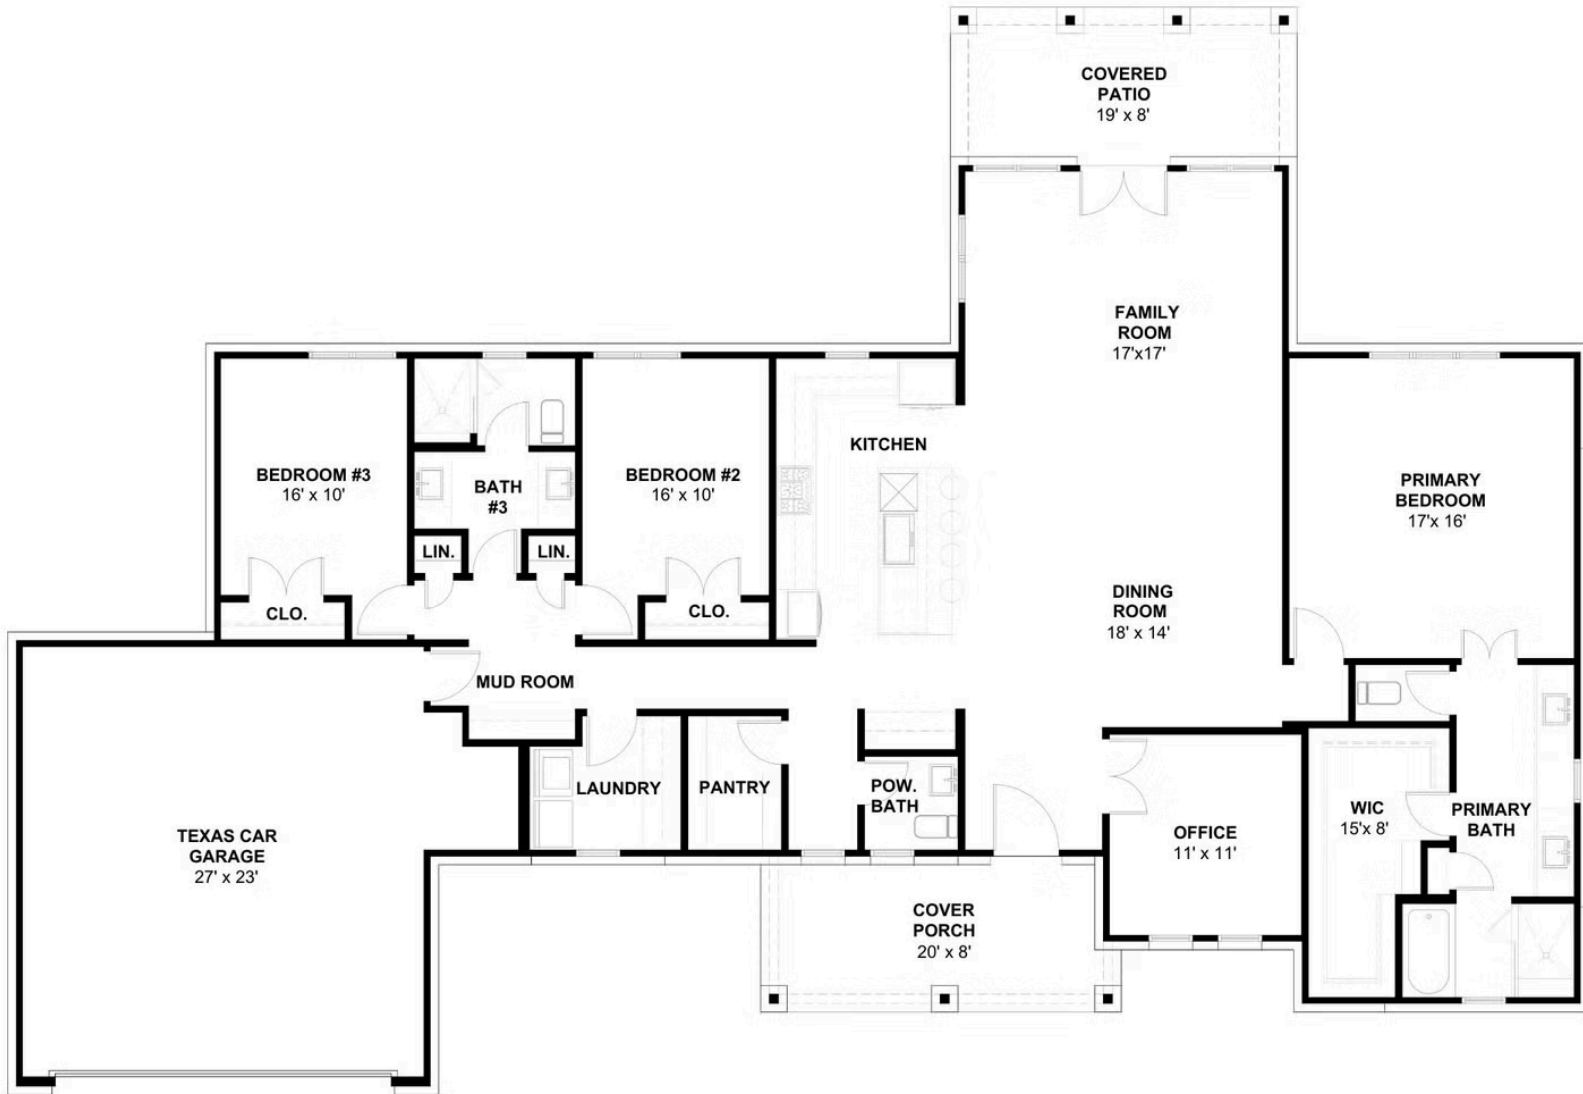 COVERED
PATIO
19' x 8'
FAMILY
ROOM
17'x17'
KITCHEN
BEDROOM #3
16' x 10'
BATH
#3
BEDROOM #2
16' x 10'
PRIMARY
BEDROOM
17'x 16'
LIN.
LIN.
CLO.
CLO.
DINING
ROOM
18' x 14'
MUD ROOM
LAUNDRY
PANTRY
POW.
BATH
WIC
15'x 8'
PRIMARY
BATH
TEXAS CAR
GARAGE
27' x 23'
OFFICE
11' x 11'
COVER
PORCH
20' x 8'